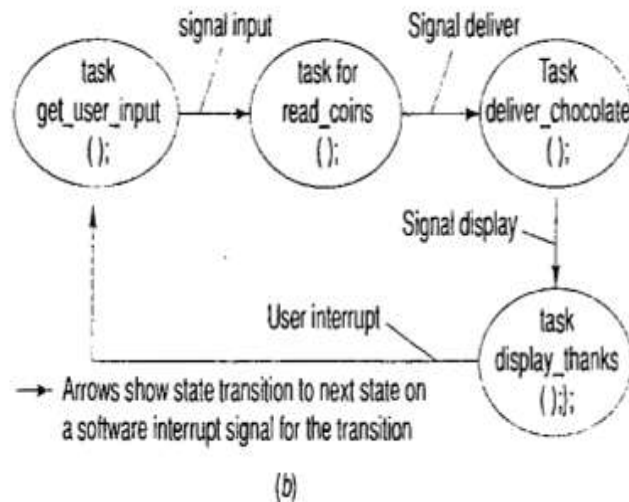 signal input
Signal deliver
task
get_user_input
( );
task for
read_coins
( );
Task
deliver_chocolate
( );
Signal display
User interrupt
task
display_thanks
( );};
Arrows show state transition to next state on
a software interrupt signal for the transition
(b)